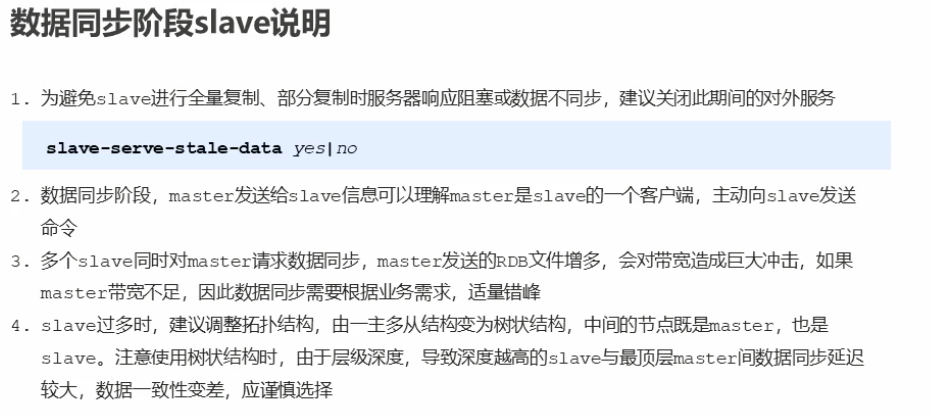 数据同步阶段slave说明
1. 为避免slave进行全量复制、部分复制时服务器响应阻塞或数据不同步，建议关闭此期间的对外服务
slave-serve-stale-data yes|no
2. 数据同步阶段，master发送给slave信息可以理解master是slave的一个客户端，主动向slave发送
命令
3. 多个slave同时对master请求数据同步，master发送的RDB文件增多，会对带宽造成巨大冲击，如果
master带宽不足，因此数据同步需要根据业务需求，适量错峰
4. slave过多时，建议调整拓扑结构，由一主多从结构变为树状结构，中间的节点既是master，也是
slave。注意使用树状结构时，由于层级深度，导致深度越高的slave与最顶层master间数据同步延迟
较大，数据一致性变差，应谨慎选择